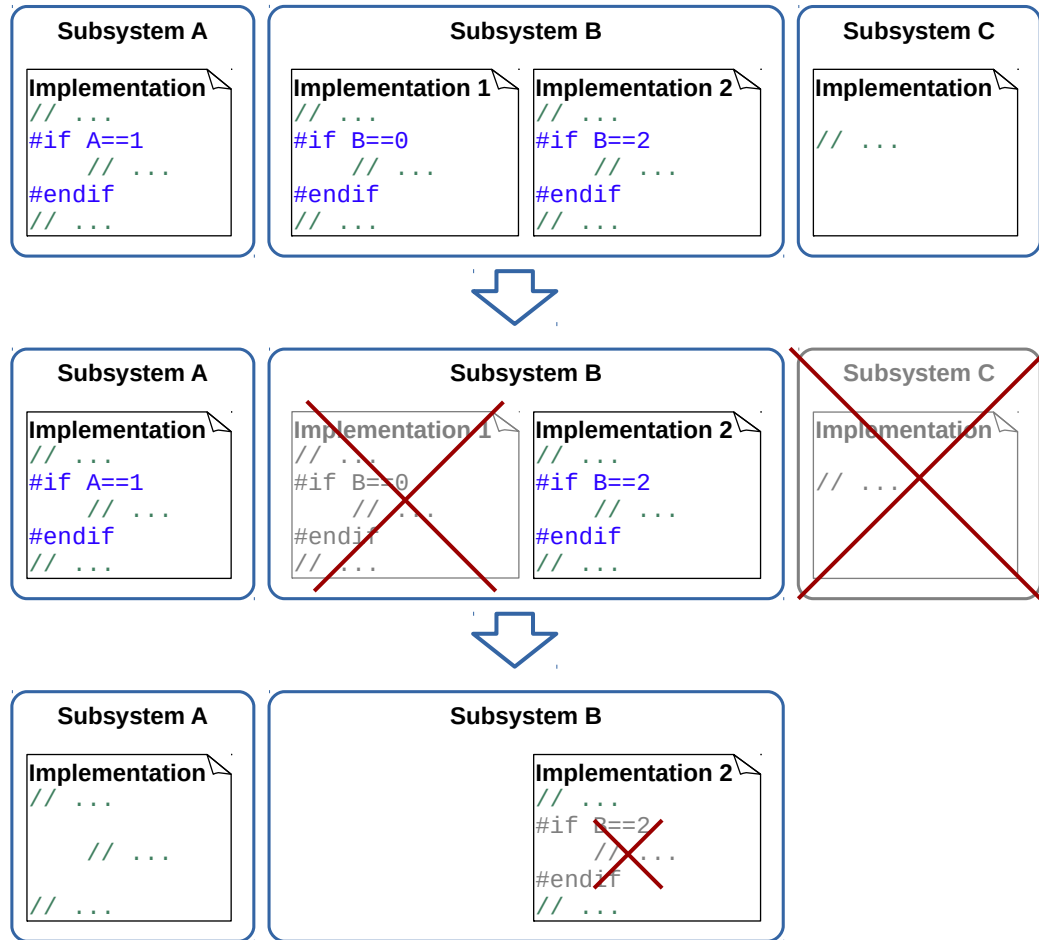 Subsystem A
Implementation
// ...
#if A==1
    // ...
#endif
// ...
Subsystem B
Implementation 1
// ...
#if B==0
    // ...
#endif
// ...
Implementation 2
// ...
#if B==2
    // ...
#endif
// ...
Subsystem C
Implementation
// ...
Subsystem A
Implementation
// ...
#if A==1
    // ...
#endif
// ...
Subsystem B
Implementation 1
// ...
#if B==0
    // ...
#endif
// ...
Implementation 2
// ...
#if B==2
    // ...
#endif
// ...
Subsystem C
Implementation
// ...
Subsystem A
Implementation
// ...
    // ...
// ...
Subsystem B
Implementation 2
// ...
#if B==2
    // ...
#endif
// ...